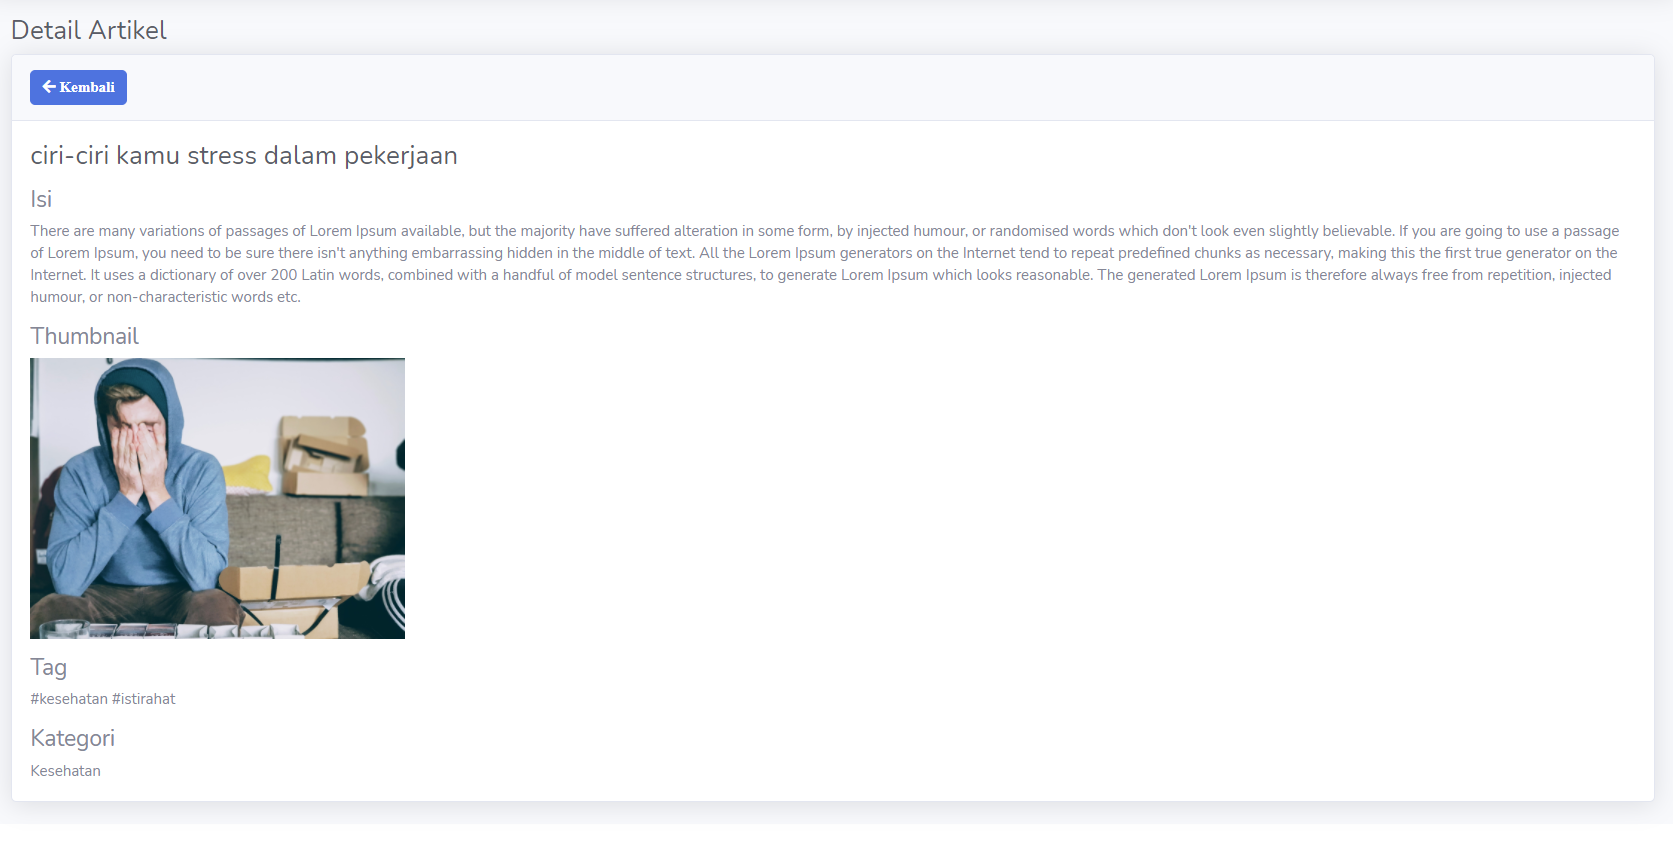 Detail Artikel
Kembali
ciri-ciri kamu stress dalam pekerjaan
Isi
There are many variations of passages of Lorem Ipsum available, but the majority have suffered alteration in some form, by injected humour, or randomised words which don't look even slightly believable. If you are going to use a passage
of Lorem Ipsum, you need to be sure there isn't anything embarrassing hidden in the middle of text. All the Lorem Ipsum generators on the Internet tend to repeat predefined chunks as necessary, making this the first true generator on the
Internet. It uses a dictionary of over 200 Latin words, combined with a handful of model sentence structures, to generate Lorem Ipsum which looks reasonable. The generated Lorem Ipsum is therefore always free from repetition, injected
humour, or non-characteristic words etc.
Thumbnail
Tag
#kesehatan #istirahat
Kategori
Kesehatan